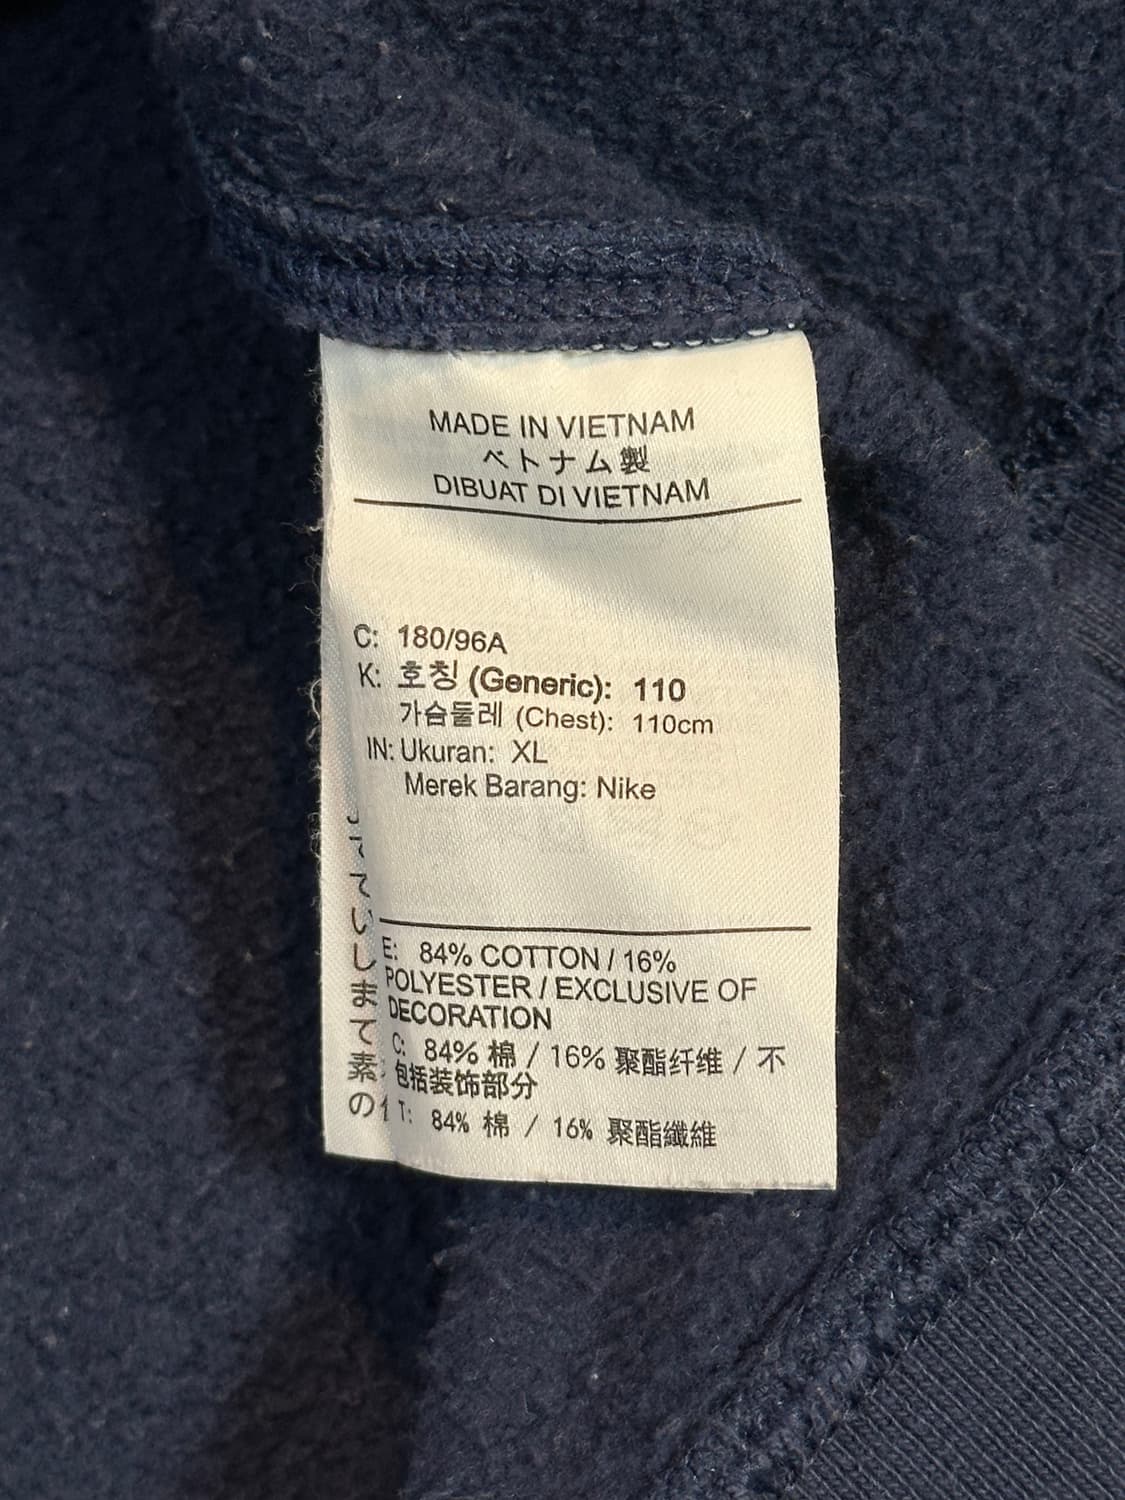 MADE IN VIETNAM
ベトナム製
DIBUAT DI VIETNAM
C: 180/96A
K: 호칭 (Generic): 110
가슴둘레 (Chest): 110cm
IN: Ukuran: XL
Merek Barang: Nike
E: 84% COTTON / 16%
POLYESTER / EXCLUSIVE OF
DECORATION
C: 84% 棉 / 16% 聚酯纤维 / 不
包括装饰部分
T: 84% 棉 / 16% 聚酯纖維